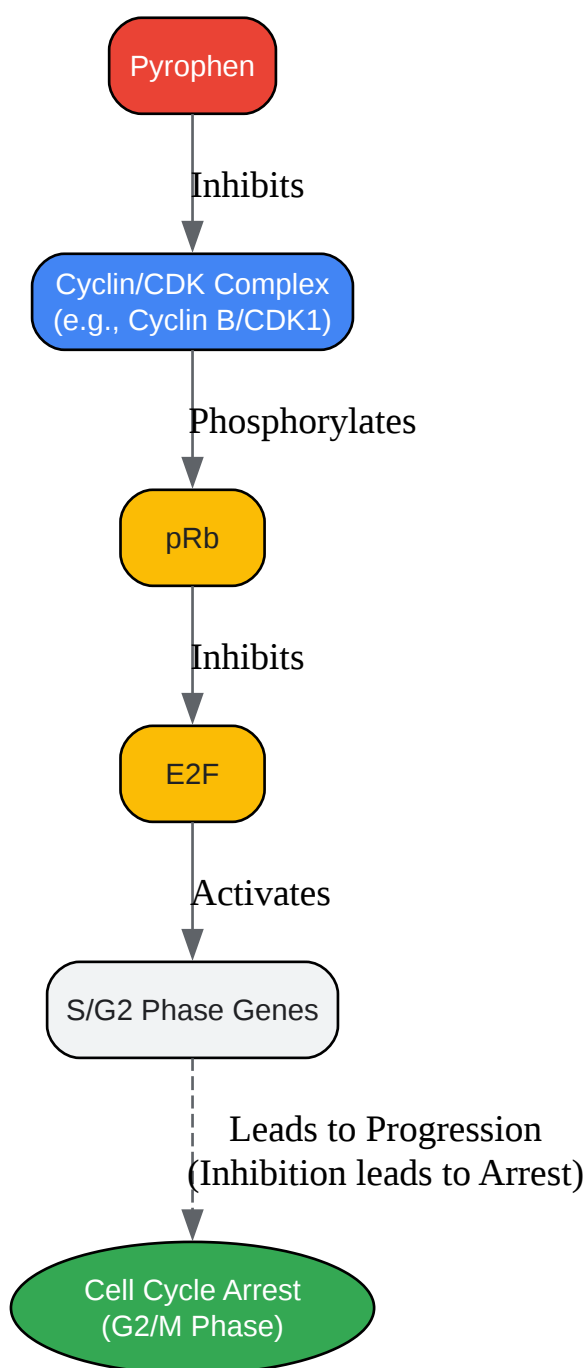 Pyrophen
Inhibits
Cyclin/CDK Complex
(e.g., Cyclin B/CDK1)
Phosphorylates
pRb
Inhibits
E2F
Activates
S/G2 Phase Genes
Leads to Progression
(Inhibition leads to Arrest)
Cell Cycle Arrest
(G2/M Phase)